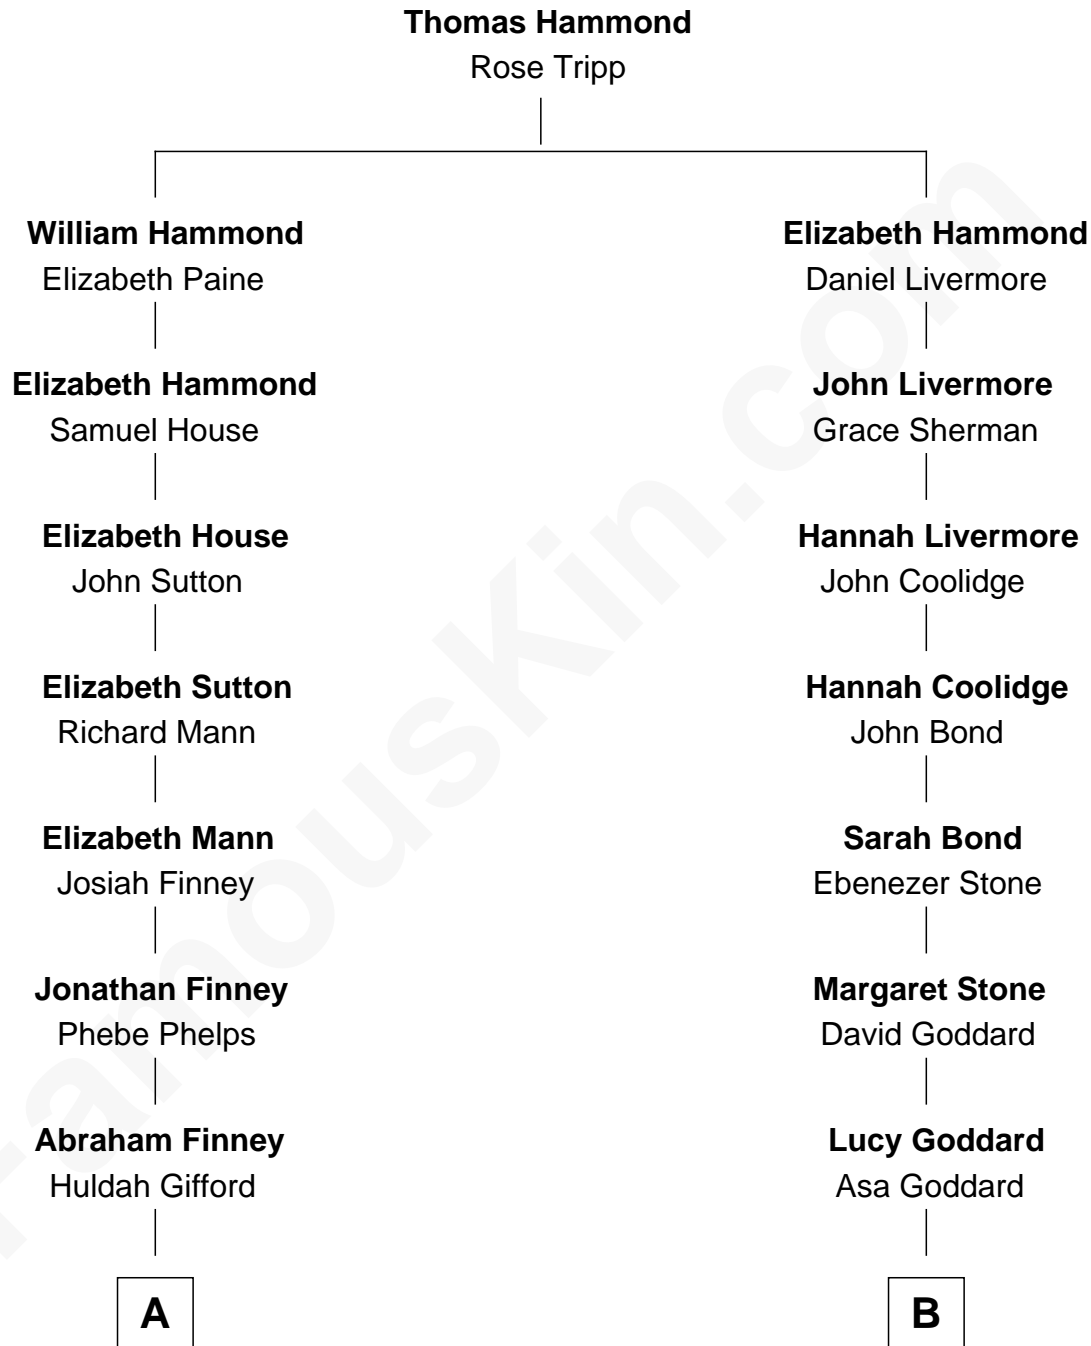 Thomas Hammond
Rose Tripp
William Hammond
Elizabeth Paine
Elizabeth Hammond
Daniel Livermore
Elizabeth Hammond
Samuel House
John Livermore
Grace Sherman
Elizabeth House
John Sutton
Hannah Livermore
John Coolidge
Elizabeth Sutton
Richard Mann
Hannah Coolidge
John Bond
Elizabeth Mann
Josiah Finney
Sarah Bond
Ebenezer Stone
Jonathan Finney
Phebe Phelps
Margaret Stone
David Goddard
Abraham Finney
Huldah Gifford
Lucy Goddard
Asa Goddard
A
B
FamousKin.com